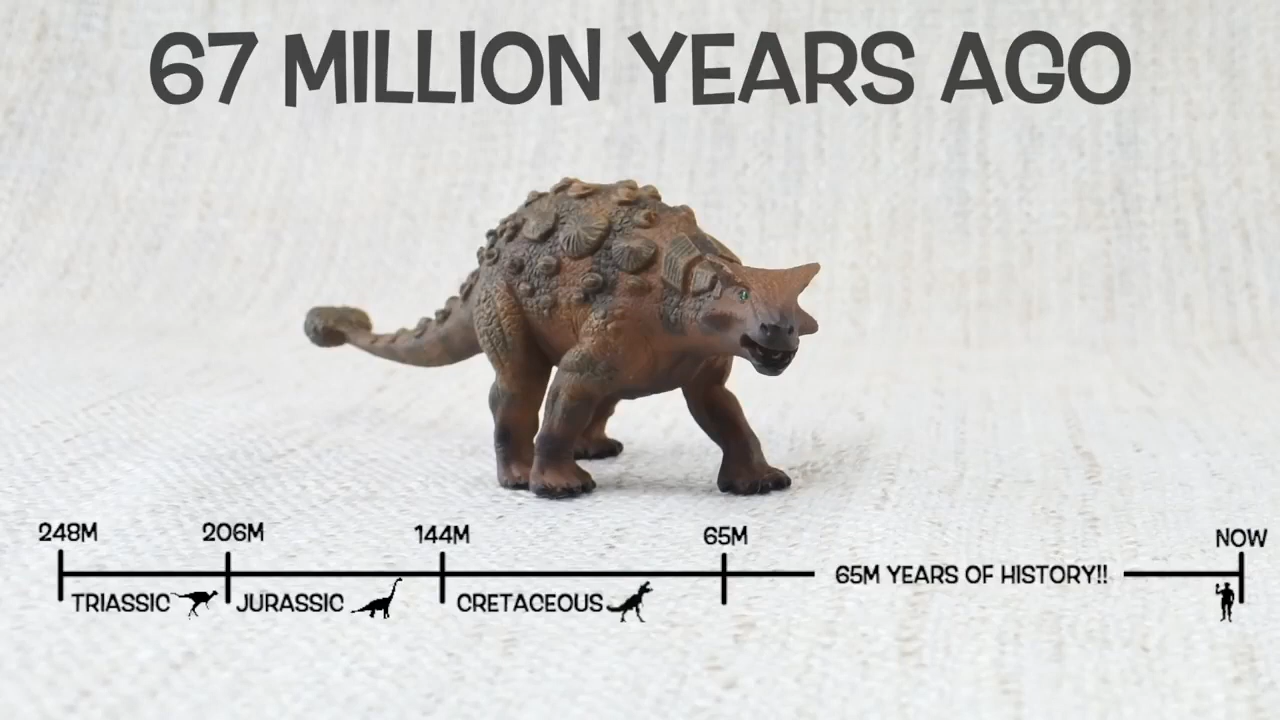 67 MILLION YEARS AGO
248M 206M 144M 65M NOW
65M YEARS OF HISTORY!!
TRIASSIC JURASSIC CRETACEOUS